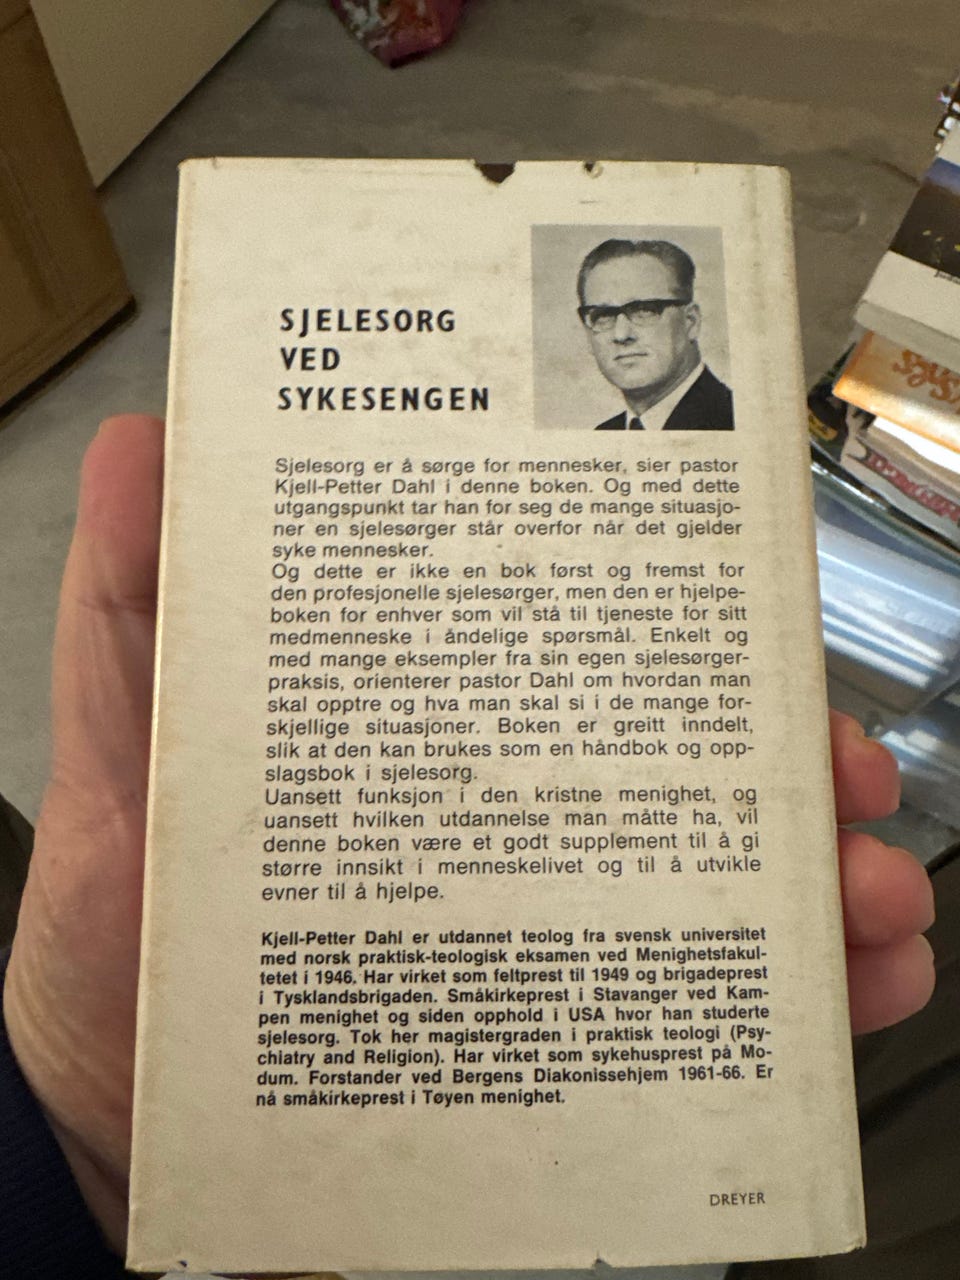 SJELESORG
VED
SYKESENGEN
Sjelesorg er å sørge for mennesker, sier pastor
Kjell-Petter Dahl i denne boken. Og med dette
utgangspunkt tar han for seg de mange situasjo-
ner en sjelesørger står overfor når det gjelder
syke mennesker.
Og dette er ikke en bok først og fremst for
den profesjonelle sjelesørger, men den er hjelpe-
boken for enhver som vil stå til tjeneste for sitt
medmenneske i åndelige spørsmål. Enkelt og
med mange eksempler fra sin egen sjelesørger-
praksis, orienterer pastor Dahl om hvordan man
skal opptre og hva man skal si i de mange for-
skjellige situasjoner. Boken er greitt inndelt,
slik at den kan brukes som en håndbok og opp-
slagsbok i sjelesorg.
Uansett funksjon i den kristne menighet, og
uansett hvilken utdannelse man måtte ha, vil
denne boken være et godt supplement til å gi
større innsikt i menneskelivet og til å utvikle
evner til å hjelpe.
Kjell-Petter Dahl er utdannet teolog fra svensk universitet
med norsk praktisk-teologisk eksamen ved Menighetsfakul-
tetet i 1946. Har virket som feltprest til 1949 og brigadeprest
i Tysklandsbrigaden. Småkirkeprest i Stavanger ved Kam-
pen menighet og siden opphold i USA hvor han studerte
sjelesorg. Tok her magistergraden i praktisk teologi (Psy-
chiatry and Religion). Har virket som sykehusprest på Mo-
dum. Forstander ved Bergens Diakonissehjem 1961-66. Er
nå småkirkeprest i Tøyen menighet.
DREYER